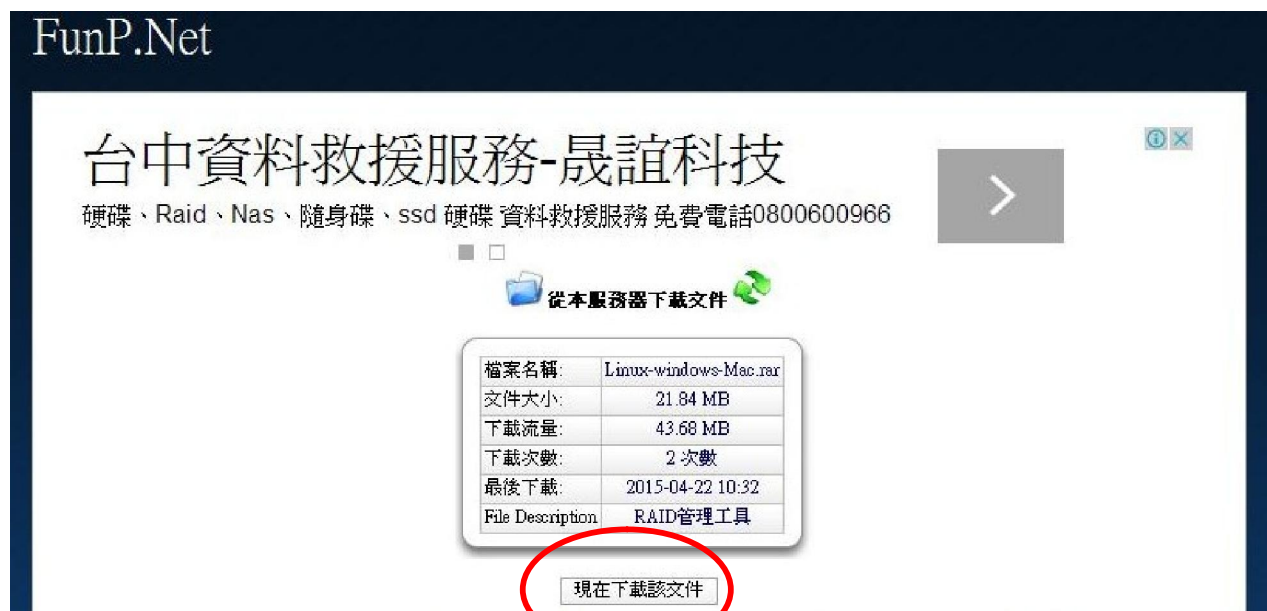 FunP.Net
台中資料救援服務-晟誼科技
硬碟、Raid、Nas、隨身碟、ssd 硬碟 資料救援服務 免費電話0800600966
從本服務器下載文件
檔案名稱: Linux-windows-Mac.rar
文件大小: 21.84 MB
下載流量: 43.68 MB
下載次數: 2 次數
最後下載: 2015-04-22 10:32
File Description RAID管理工具
現在下載該文件